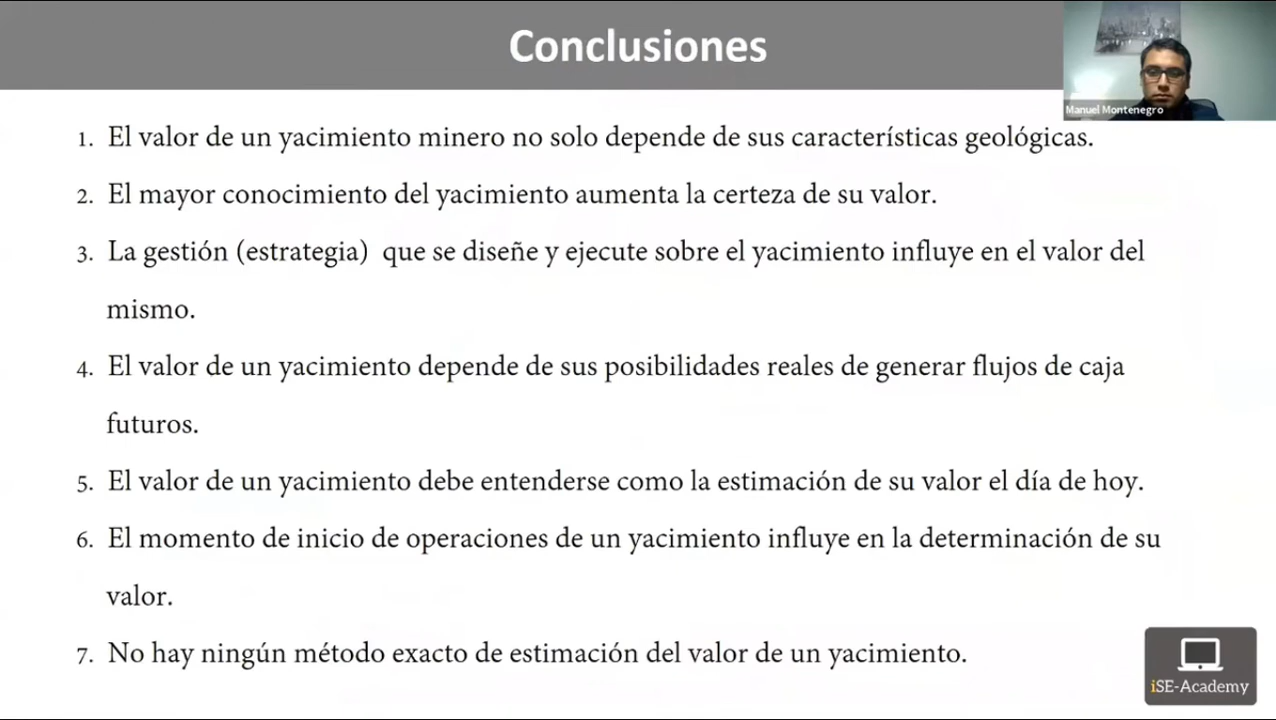 Conclusiones
Manuel Montenegro
1. El valor de un yacimiento minero no solo depende de sus características geológicas.
2. El mayor conocimiento del yacimiento aumenta la certeza de su valor.
3. La gestión (estrategia) que se diseñe y ejecute sobre el yacimiento influye en el valor del
mismo.
4. El valor de un yacimiento depende de sus posibilidades reales de generar flujos de caja
futuros.
5. El valor de un yacimiento debe entenderse como la estimación de su valor el día de hoy.
6. El momento de inicio de operaciones de un yacimiento influye en la determinación de su
valor.
7. No hay ningún método exacto de estimación del valor de un yacimiento.
iSE-Academy